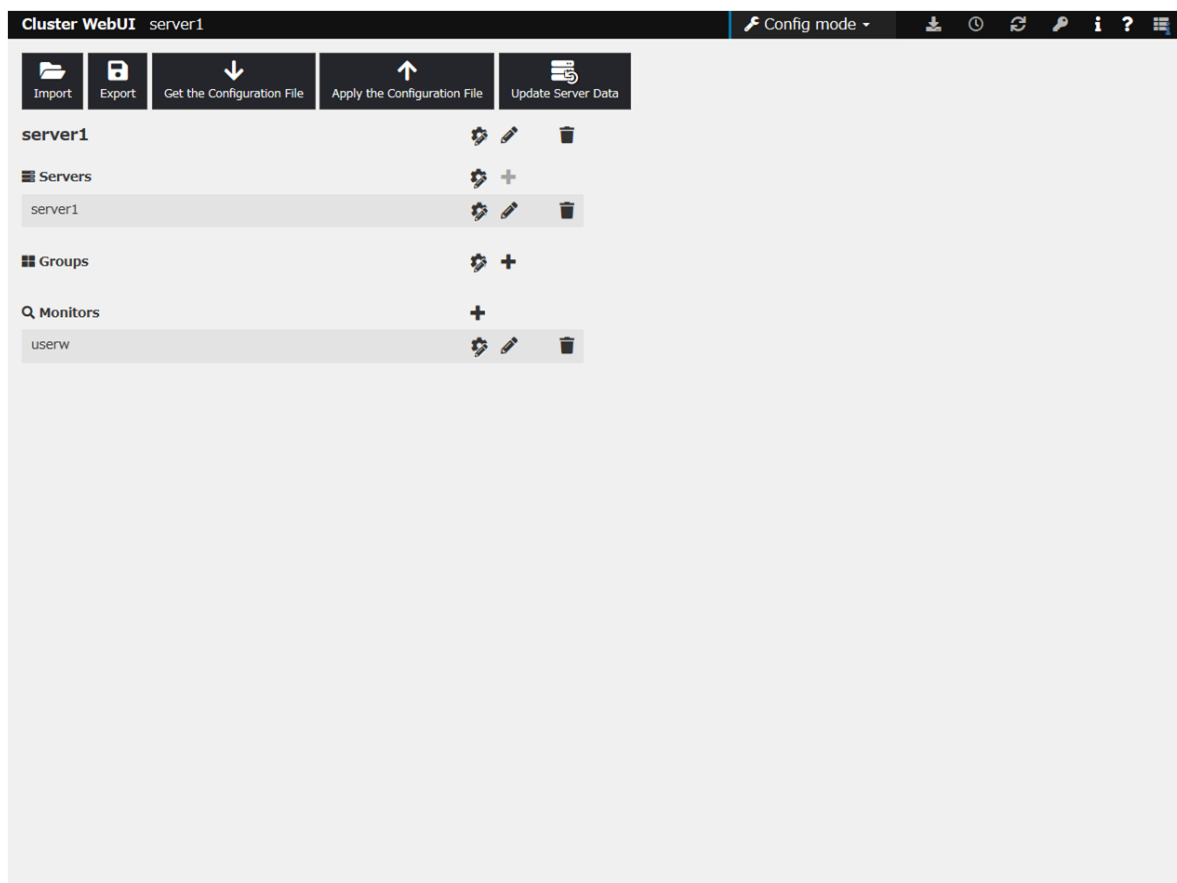 Cluster WebUI server1 Config mode
Import Export Get the Configuration File Apply the Configuration File Update Server Data
server1
Servers
server1
Groups
Monitors
userw